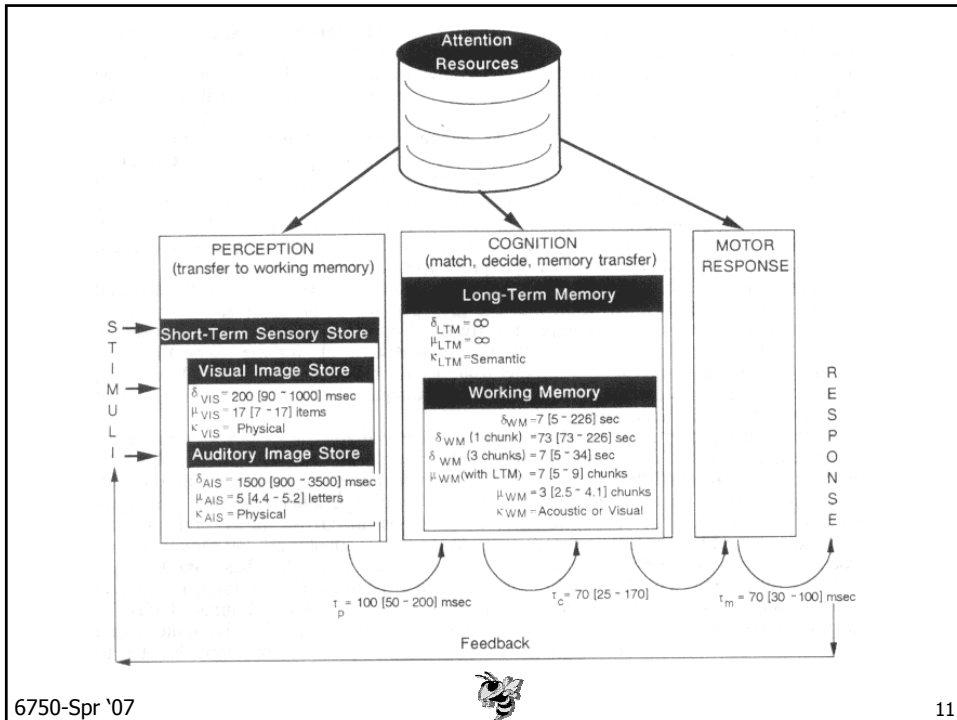 Attention
Resources
PERCEPTION
(transfer to working memory)
Short-Term Sensory Store
Visual Image Store
δVIS = 200 [90 ~ 1000] msec
μVIS = 17 [7 ~ 17] items
κVIS = Physical
Auditory Image Store
δAIS = 1500 [900 ~ 3500] msec
μAIS = 5 [4.4 - 5.2] letters
κAIS = Physical
COGNITION
(match, decide, memory transfer)
Long-Term Memory
δLTM = ∞
μLTM = ∞
κLTM = Semantic
Working Memory
δWM = 7 [5 ~ 226] sec
δWM (1 chunk) = 73 [73 ~ 226] sec
δWM (3 chunks) = 7 [5 ~ 34] sec
μWM (with LTM) = 7 [5 ~ 9] chunks
μWM = 3 [2.5 ~ 4.1] chunks
κWM = Acoustic or Visual
MOTOR
RESPONSE
STIMULI
RESPONSE
τp = 100 [50 ~ 200] msec
τc = 70 [25 ~ 170]
τm = 70 [30 ~ 100] msec
Feedback
6750-Spr ‘07
11